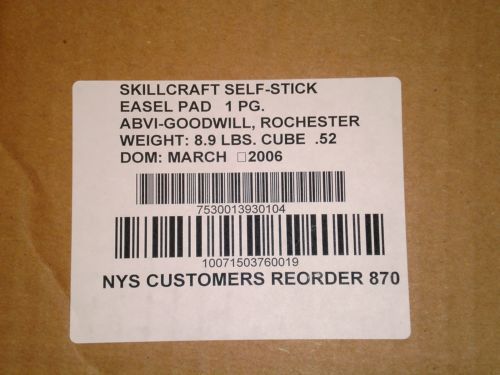 SKILLCRAFT SELF-STICK
EASEL PAD 1 PG.
ABVI-GOODWILL, ROCHESTER
WEIGHT: 8.9 LBS. CUBE .52
DOM: MARCH □2006
7530013930104
10071503760019
NYS CUSTOMERS REORDER 870